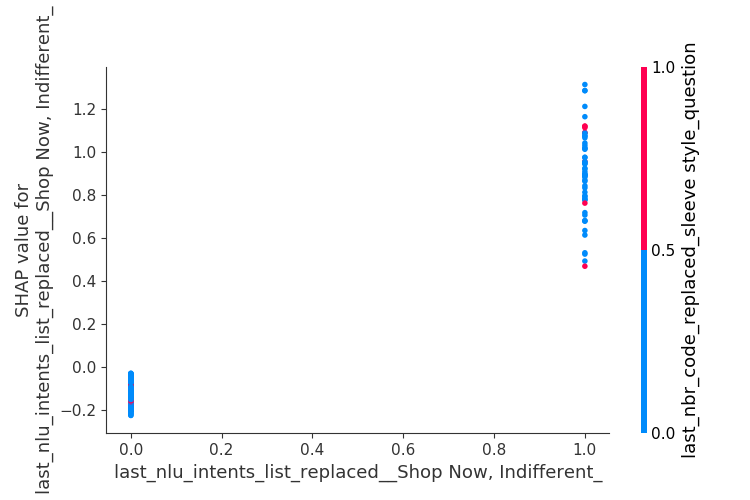 SHAP value for
last_nlu_intents_list_replaced__Shop Now, Indifferent_
1.2
1.0
0.8
0.6
0.4
0.2
0.0
−0.2
0.0 0.2 0.4 0.6 0.8 1.0
last_nlu_intents_list_replaced__Shop Now, Indifferent_
1.0
0.5
0.0
last_nbr_code_replaced_sleeve style_question